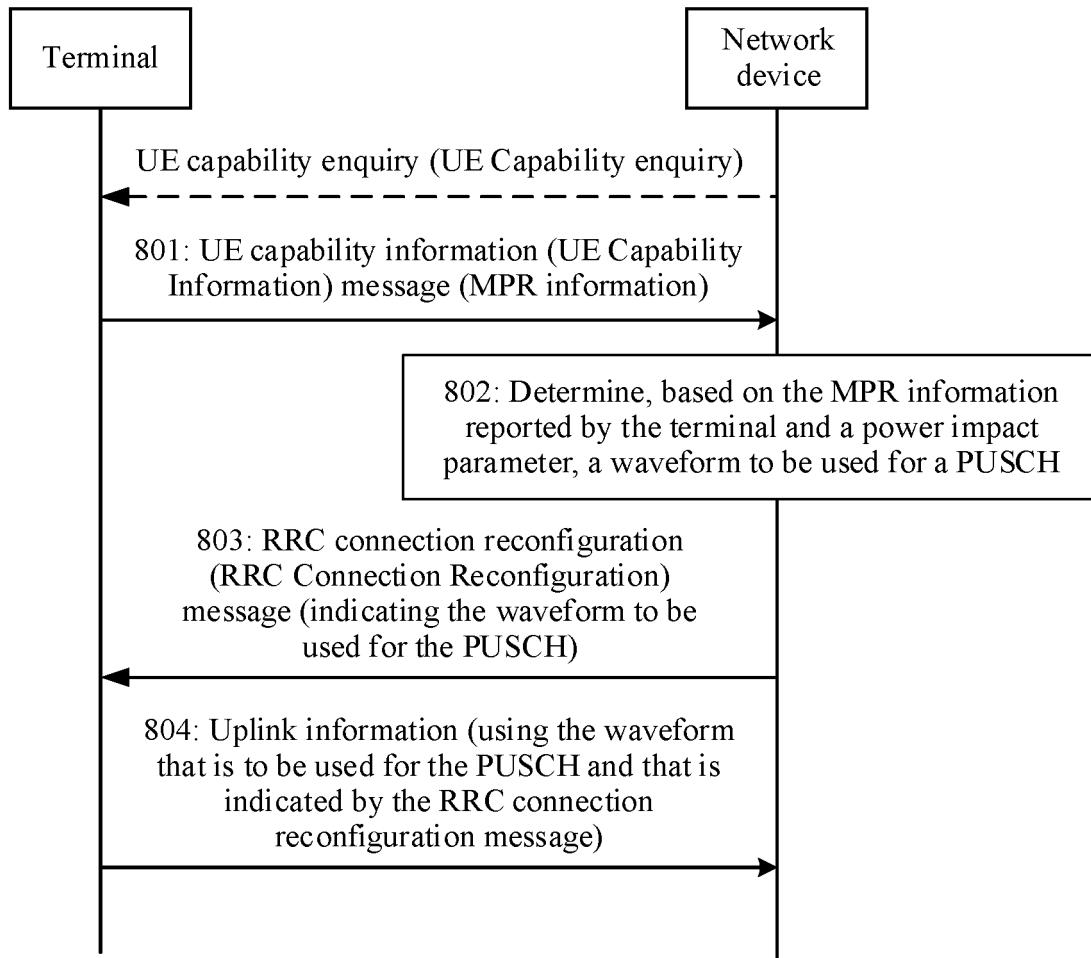 Terminal
Network
device
UE capability enquiry (UE Capability enquiry)
801: UE capability information (UE Capability
Information) message (MPR information)
802: Determine, based on the MPR information
reported by the terminal and a power impact
parameter, a waveform to be used for a PUSCH
803: RRC connection reconfiguration
(RRC Connection Reconfiguration)
message (indicating the waveform to be
used for the PUSCH)
804: Uplink information (using the waveform
that is to be used for the PUSCH and that is
indicated by the RRC connection
reconfiguration message)